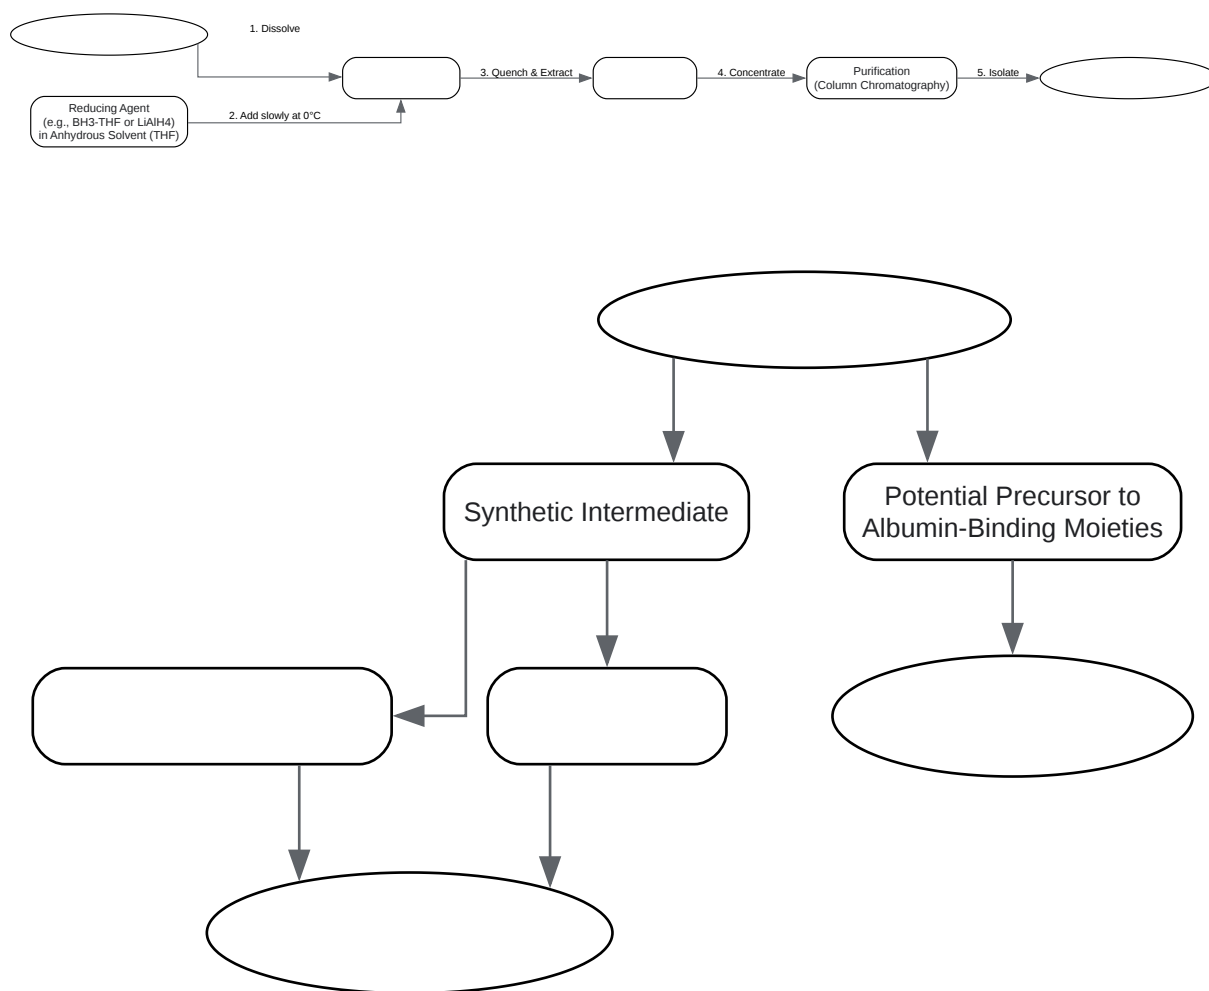 1. Dissolve
3. Quench & Extract
4. Concentrate
Purification
(Column Chromatography)
5. Isolate
Reducing Agent
(e.g., BH3-THF or LiAlH4)
in Anhydrous Solvent (THF)
2. Add slowly at 0°C
Synthetic Intermediate
Potential Precursor to
Albumin-Binding Moieties